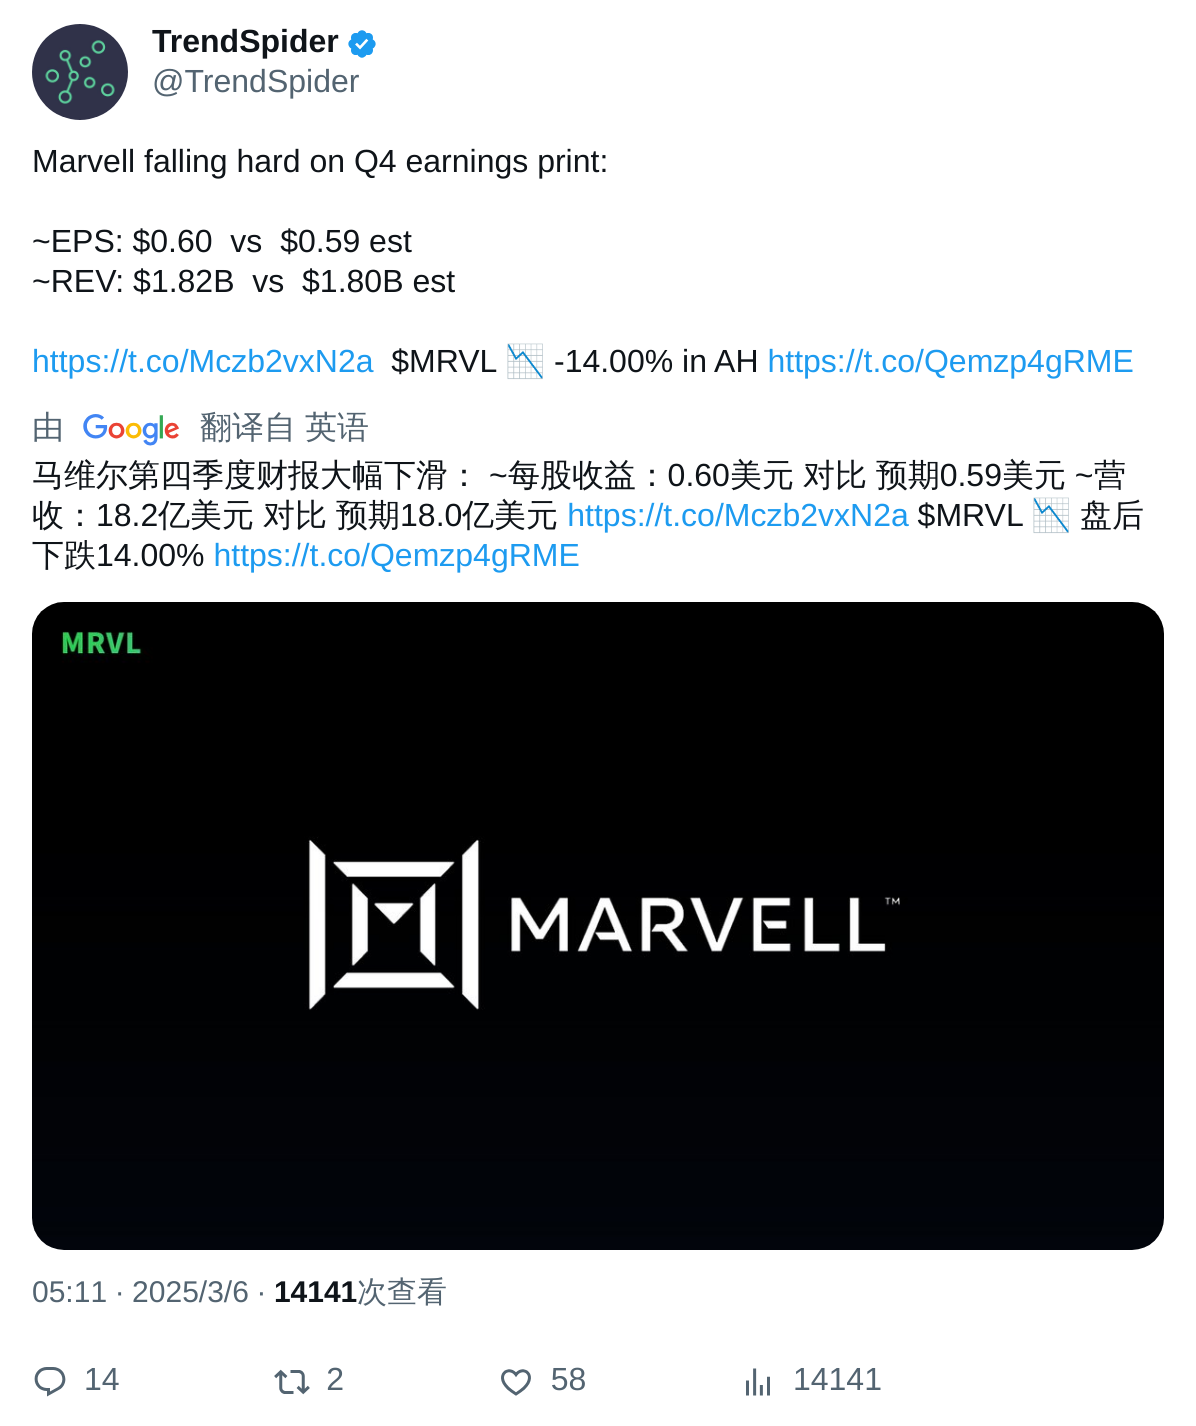 TrendSpider
@TrendSpider
Marvell falling hard on Q4 earnings print:
~EPS: $0.60 vs $0.59 est
~REV: $1.82B vs $1.80B est
https://t.co/Mczb2vxN2a $MRVL 📉 -14.00% in AH https://t.co/Qemzp4gRME
由 Google 翻译自 英语
马维尔第四季度财报大幅下滑： ~每股收益：0.60美元 对比 预期0.59美元 ~营
收：18.2亿美元 对比 预期18.0亿美元 https://t.co/Mczb2vxN2a $MRVL 📉 盘后
下跌14.00% https://t.co/Qemzp4gRME
MRVL
MARVELL™
05:11 · 2025/3/6 · 14141次查看
14 2 58 14141